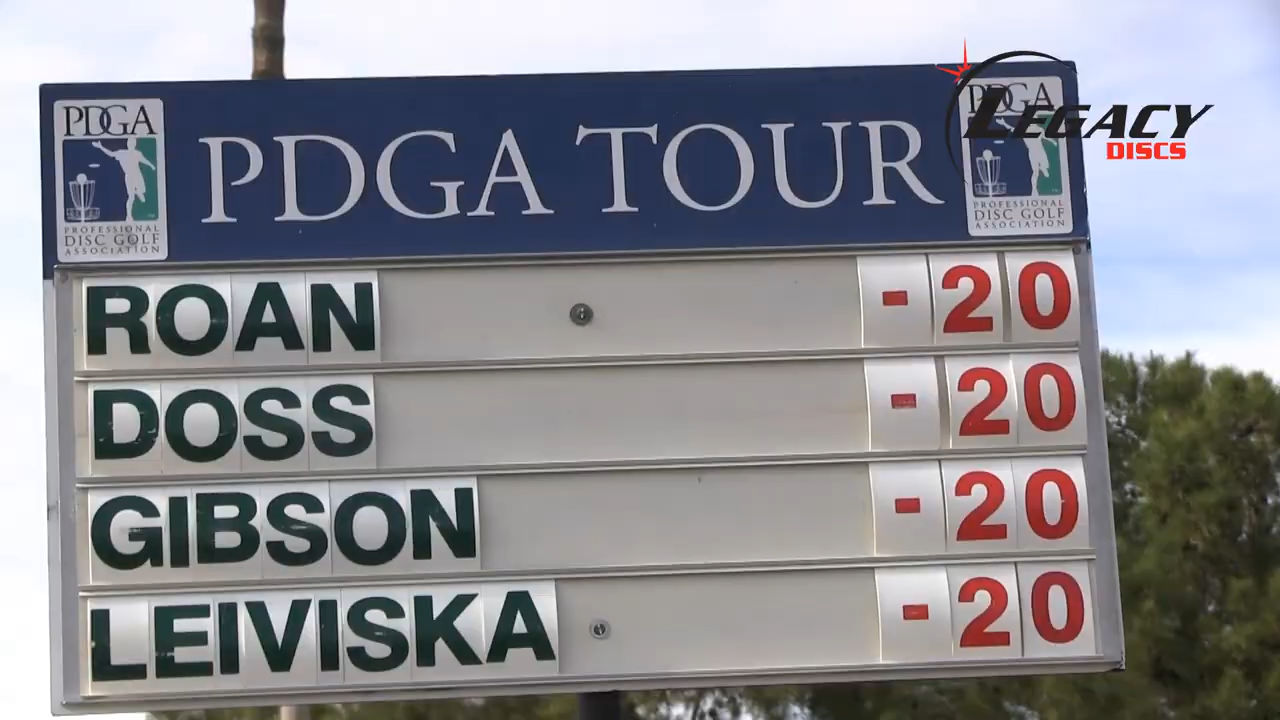 LEGACY
DISCS
PDGA
PROFESSIONAL
DISC GOLF
ASSOCIATION
PDGA TOUR
PDGA
PROFESSIONAL
DISC GOLF
ASSOCIATION
ROAN -20
DOSS -20
GIBSON -20
LEIVISKA -20